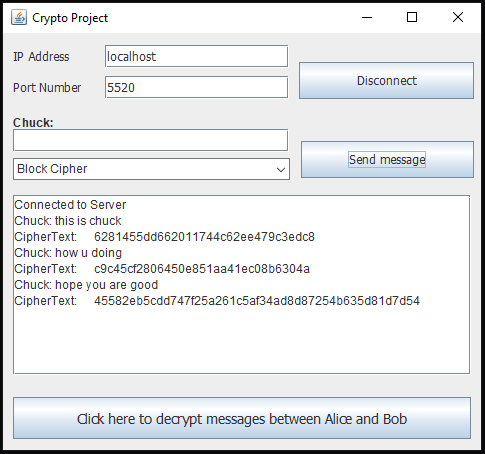 Crypto Project
IP Address
localhost
Port Number
5520
Disconnect
Chuck:
Block Cipher
Send message
Connected to Server
Chuck: this is chuck
CipherText: 6281455dd662011744c62ee479c3edc8
Chuck: how u doing
CipherText: c9c45cf2806450e851aa41ec08b6304a
Chuck: hope you are good
CipherText: 45582eb5cdd747f25a261c5af34ad8d87254b635d81d7d54
Click here to decrypt messages between Alice and Bob